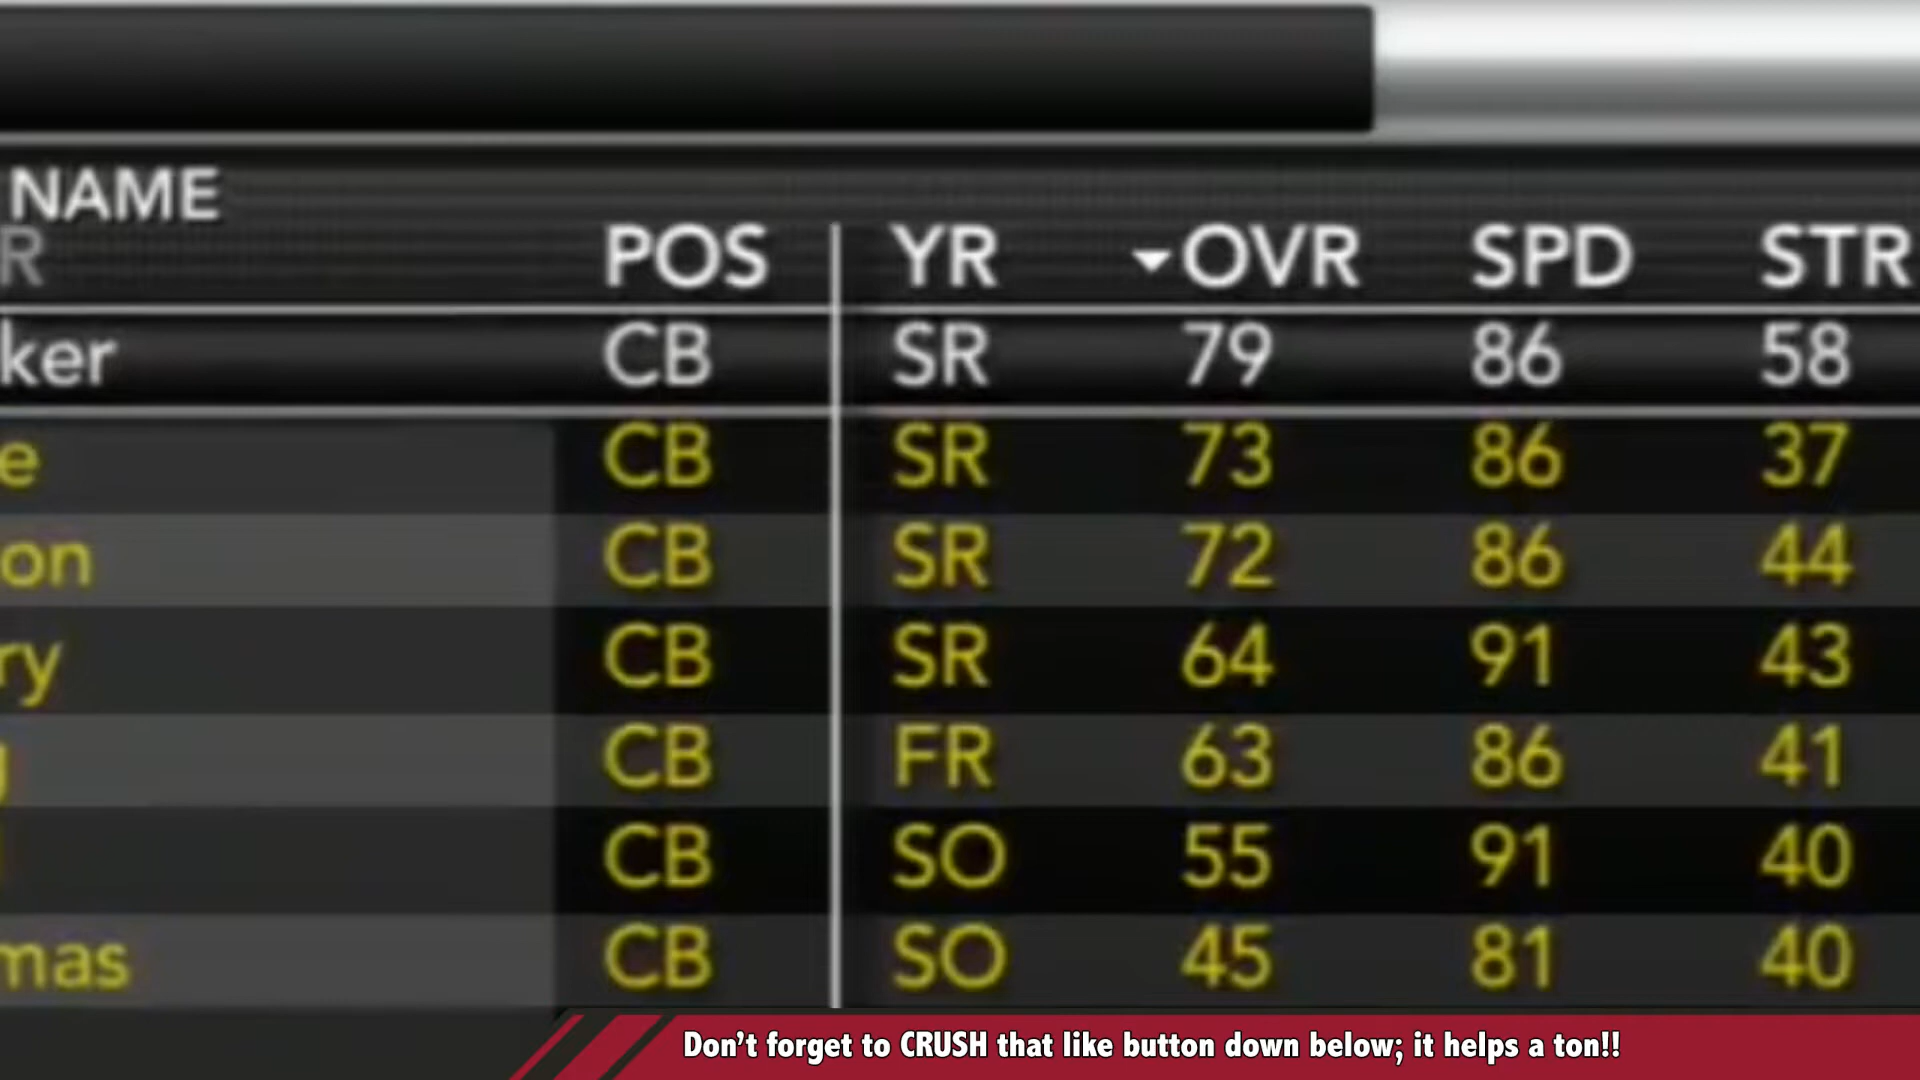 NAME
R POS YR OVR SPD STR
ker CB SR 79 86 58
e CB SR 73 86 37
on CB SR 72 86 44
ry CB SR 64 91 43
g CB FR 63 86 41
CB SO 55 91 40
mas CB SO 45 81 40
Don't forget to CRUSH that like button down below; it helps a ton!!